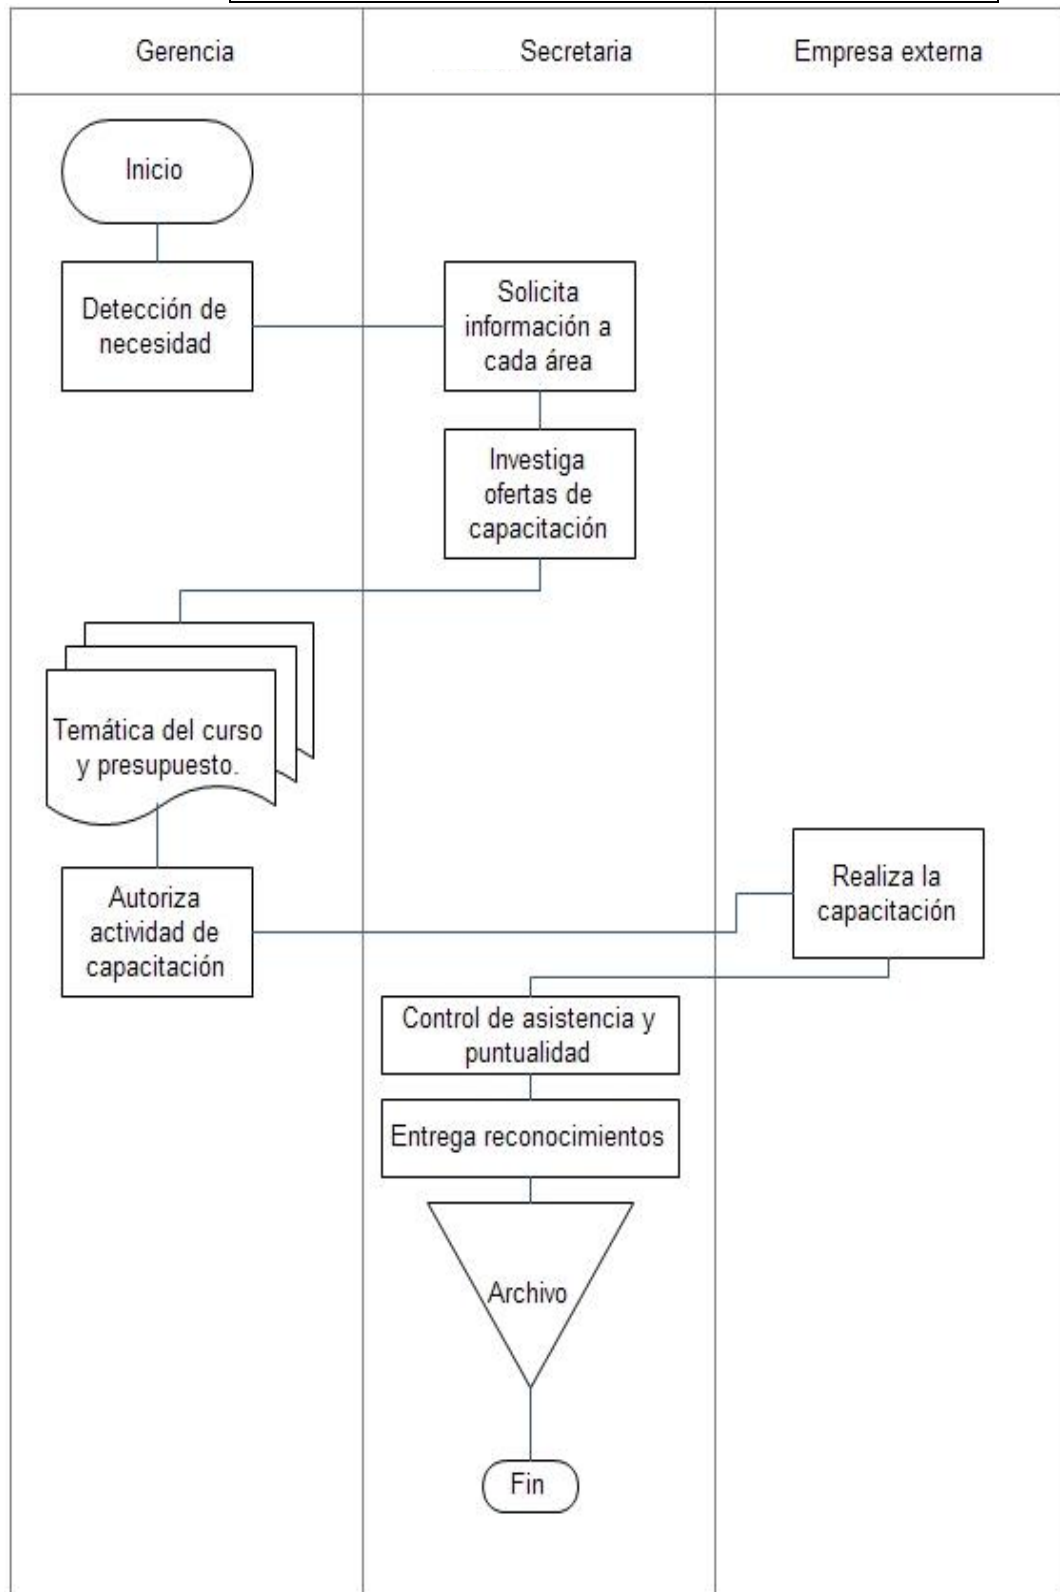 Gerencia
Secretaria
Empresa externa
Inicio
Detección de
necesidad
Solicita
información a
cada área
Investiga
ofertas de
capacitación
Temática del curso
y presupuesto.
Autoriza
actividad de
capacitación
Realiza la
capacitación
Control de asistencia y
puntualidad
Entrega reconocimientos
Archivo
Fin